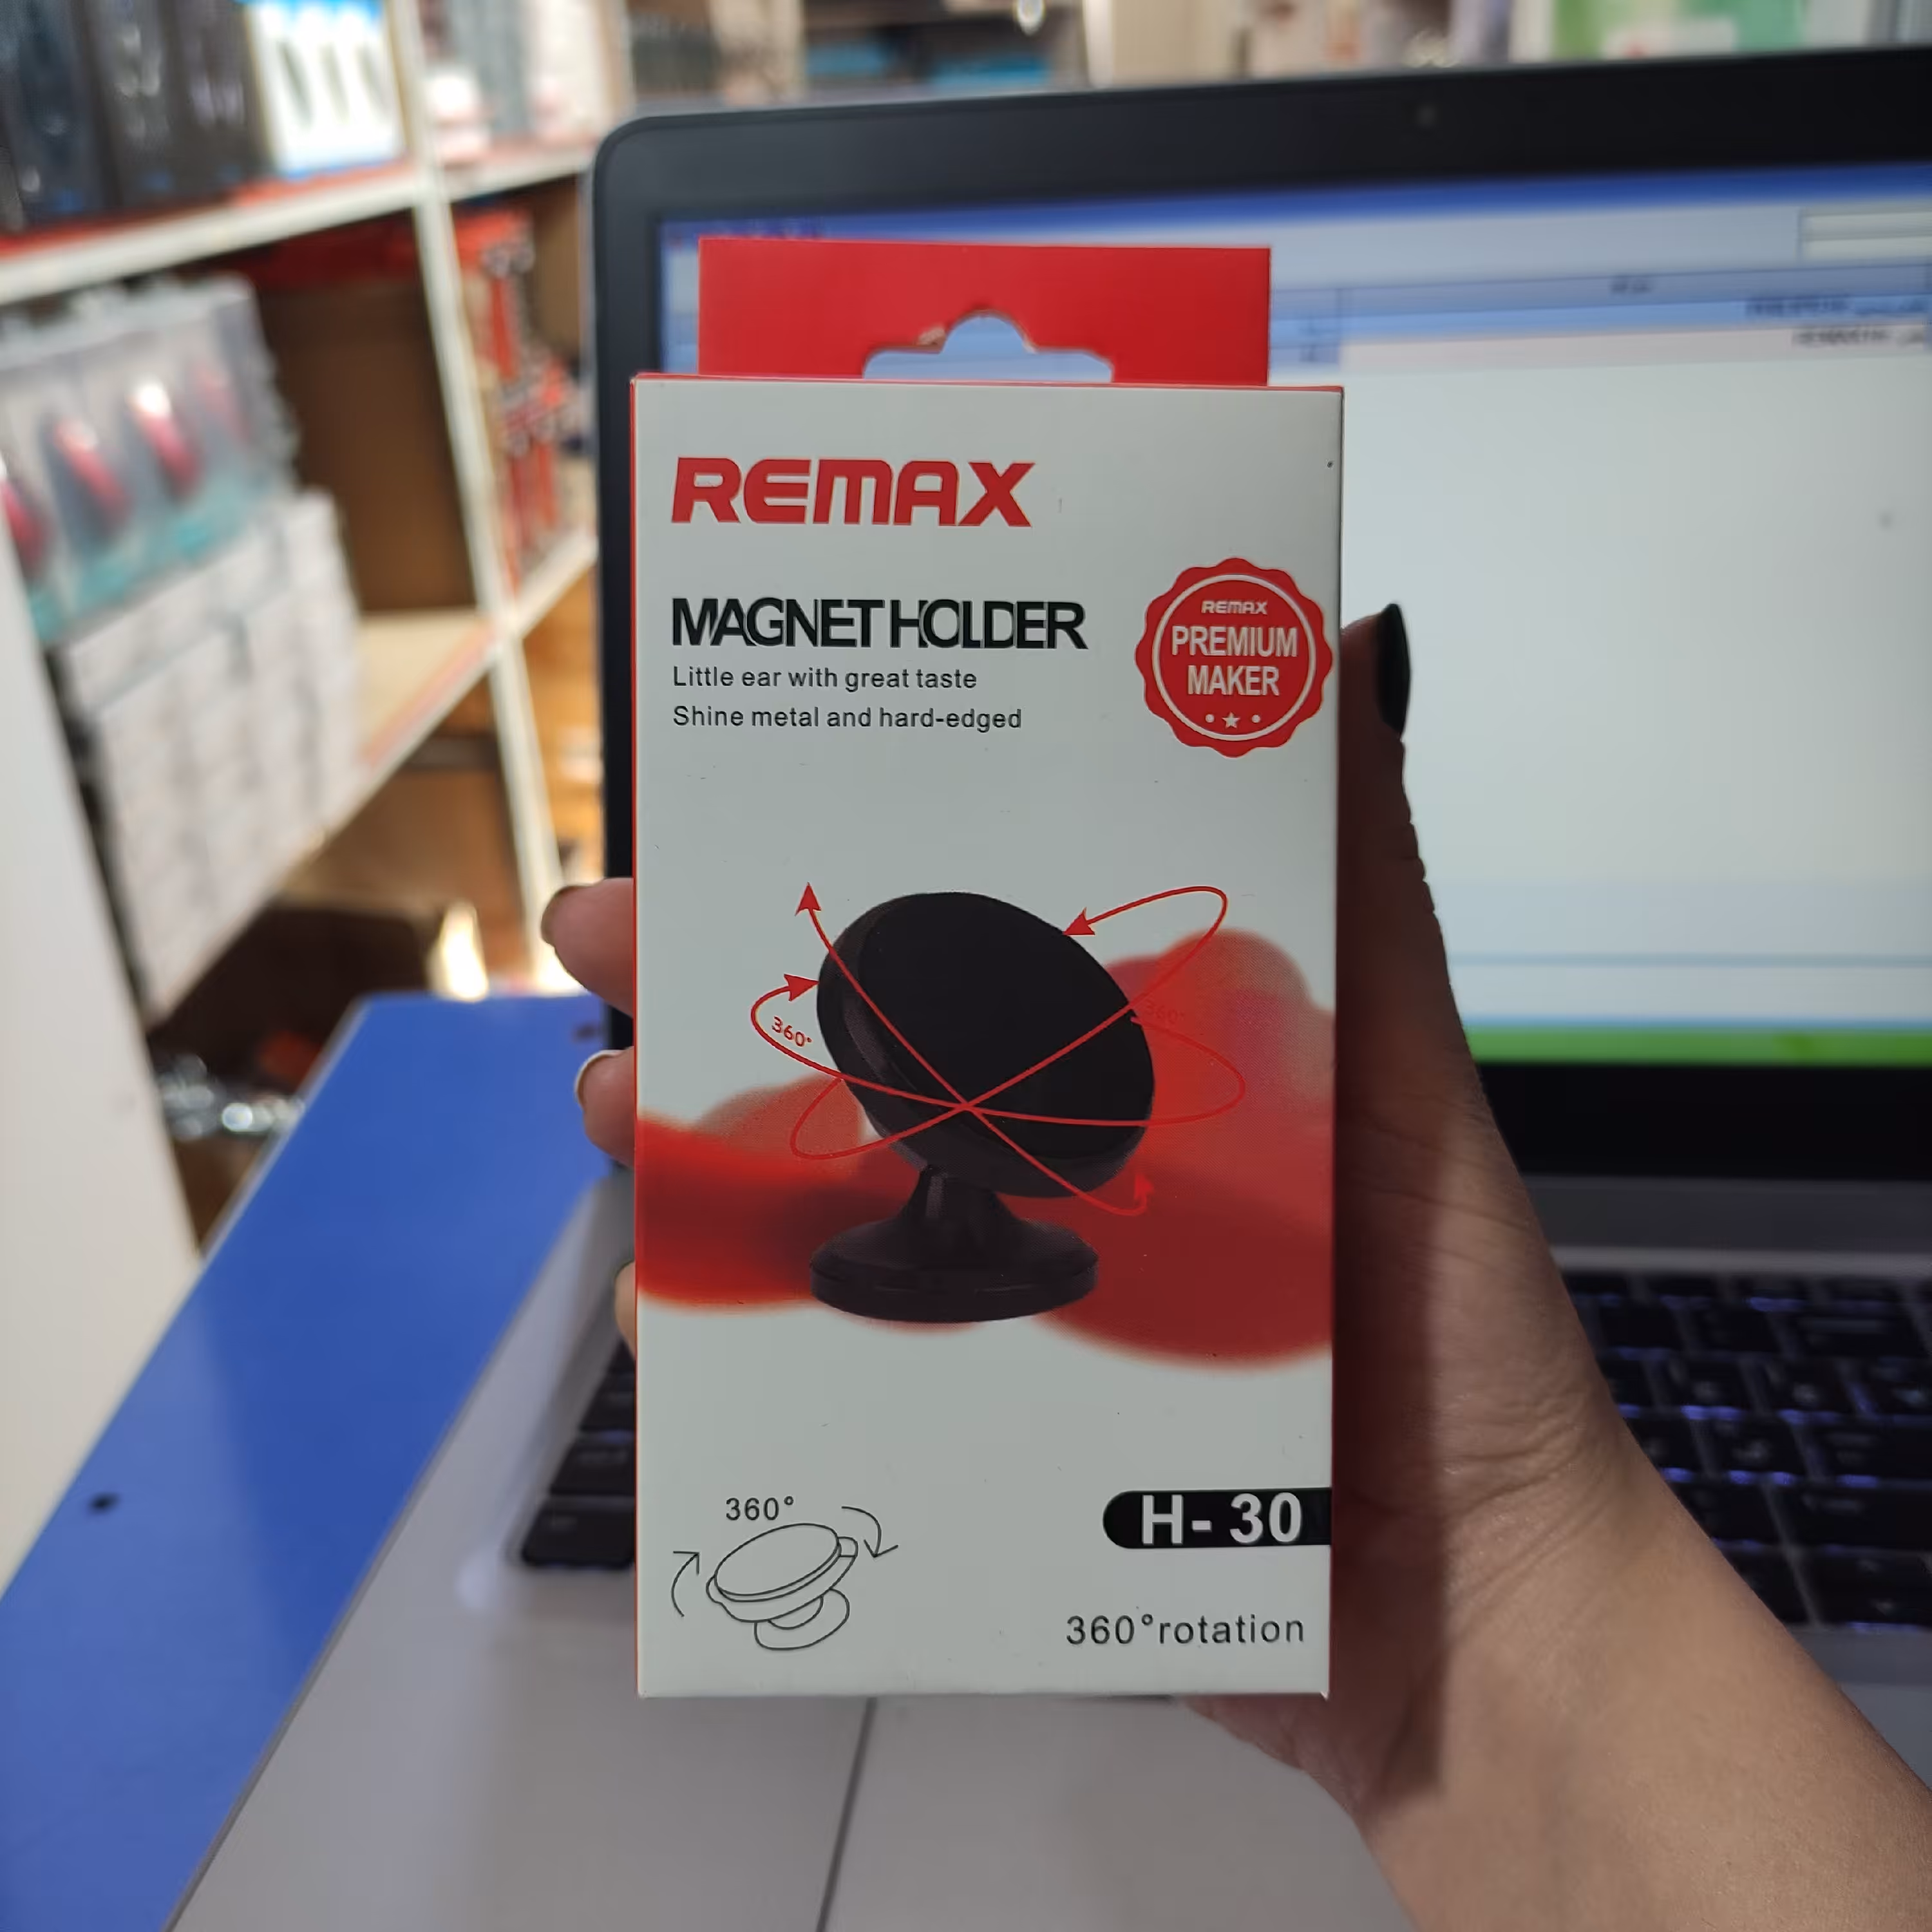 REMAX
MAGNET HOLDER
Little ear with great taste
Shine metal and hard-edged
REMAX
PREMIUM
MAKER
360°
360°
360°
H- 30
360°rotation